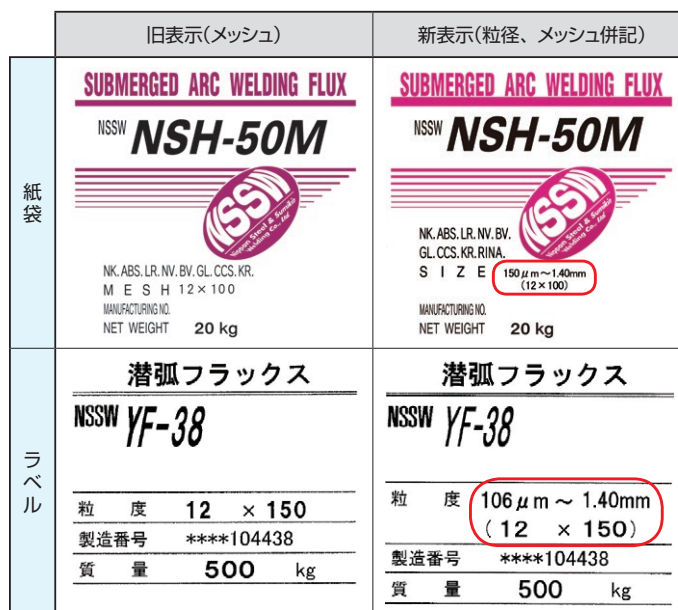 旧表示(メッシュ)
新表示(粒径、メッシュ併記)
紙袋
SUBMERGED ARC WELDING FLUX
NSSW NSH-50M
NSSW
Nippon Steel & Sumikin Welding Co., Ltd
NK. ABS. LR. NV. BV. GL. CCS. KR.
MESH 12×100
MANUFACTURING NO.
NET WEIGHT 20 kg
SUBMERGED ARC WELDING FLUX
NSSW NSH-50M
NSSW
Nippon Steel & Sumikin Welding Co., Ltd
NK. ABS. LR. NV. BV.
GL. CCS. KR. RINA.
SIZE 150μm~1.40mm
(12×100)
MANUFACTURING NO.
NET WEIGHT 20 kg
ラベル
潜弧フラックス
NSSW YF-38
粒度 12 × 150
製造番号 ****104438
質量 500 kg
潜弧フラックス
NSSW YF-38
粒度 106μm ~ 1.40mm
(12 × 150)
製造番号 ****104438
質量 500 kg